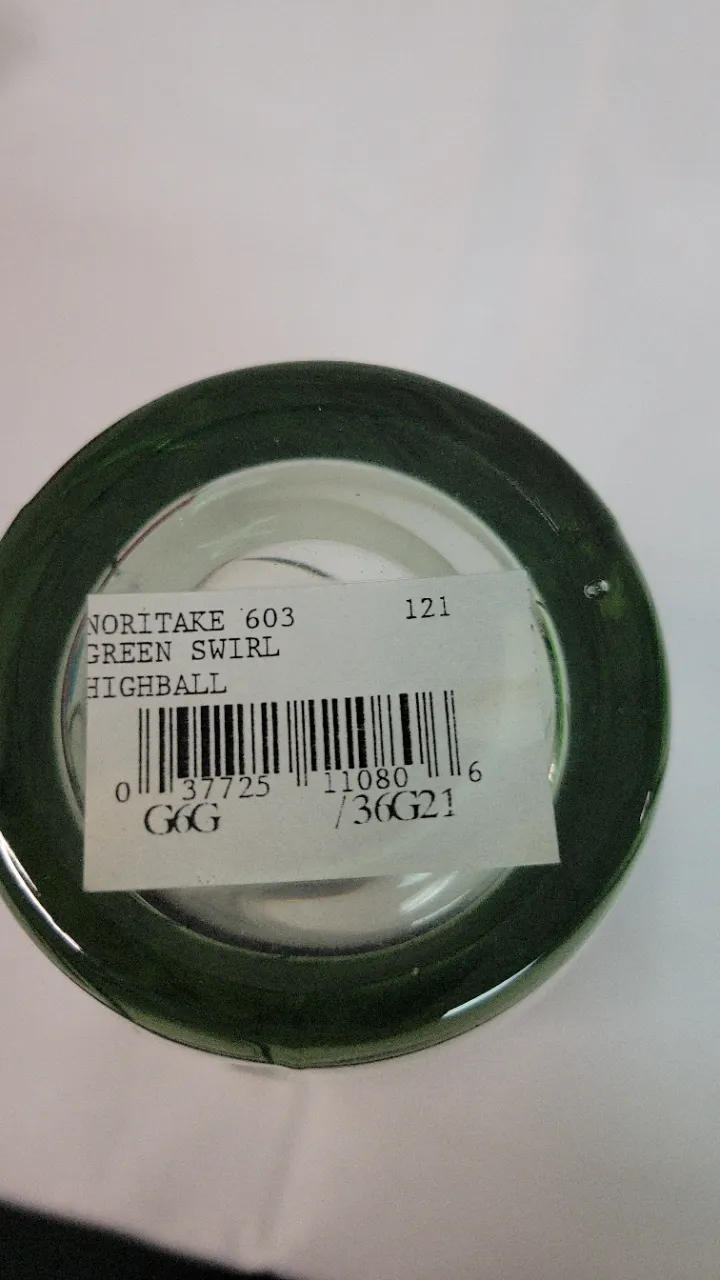 NORITAKE 603 121
GREEN SWIRL
HIGHBALL
0 37725 11080 6
G6G /36G21